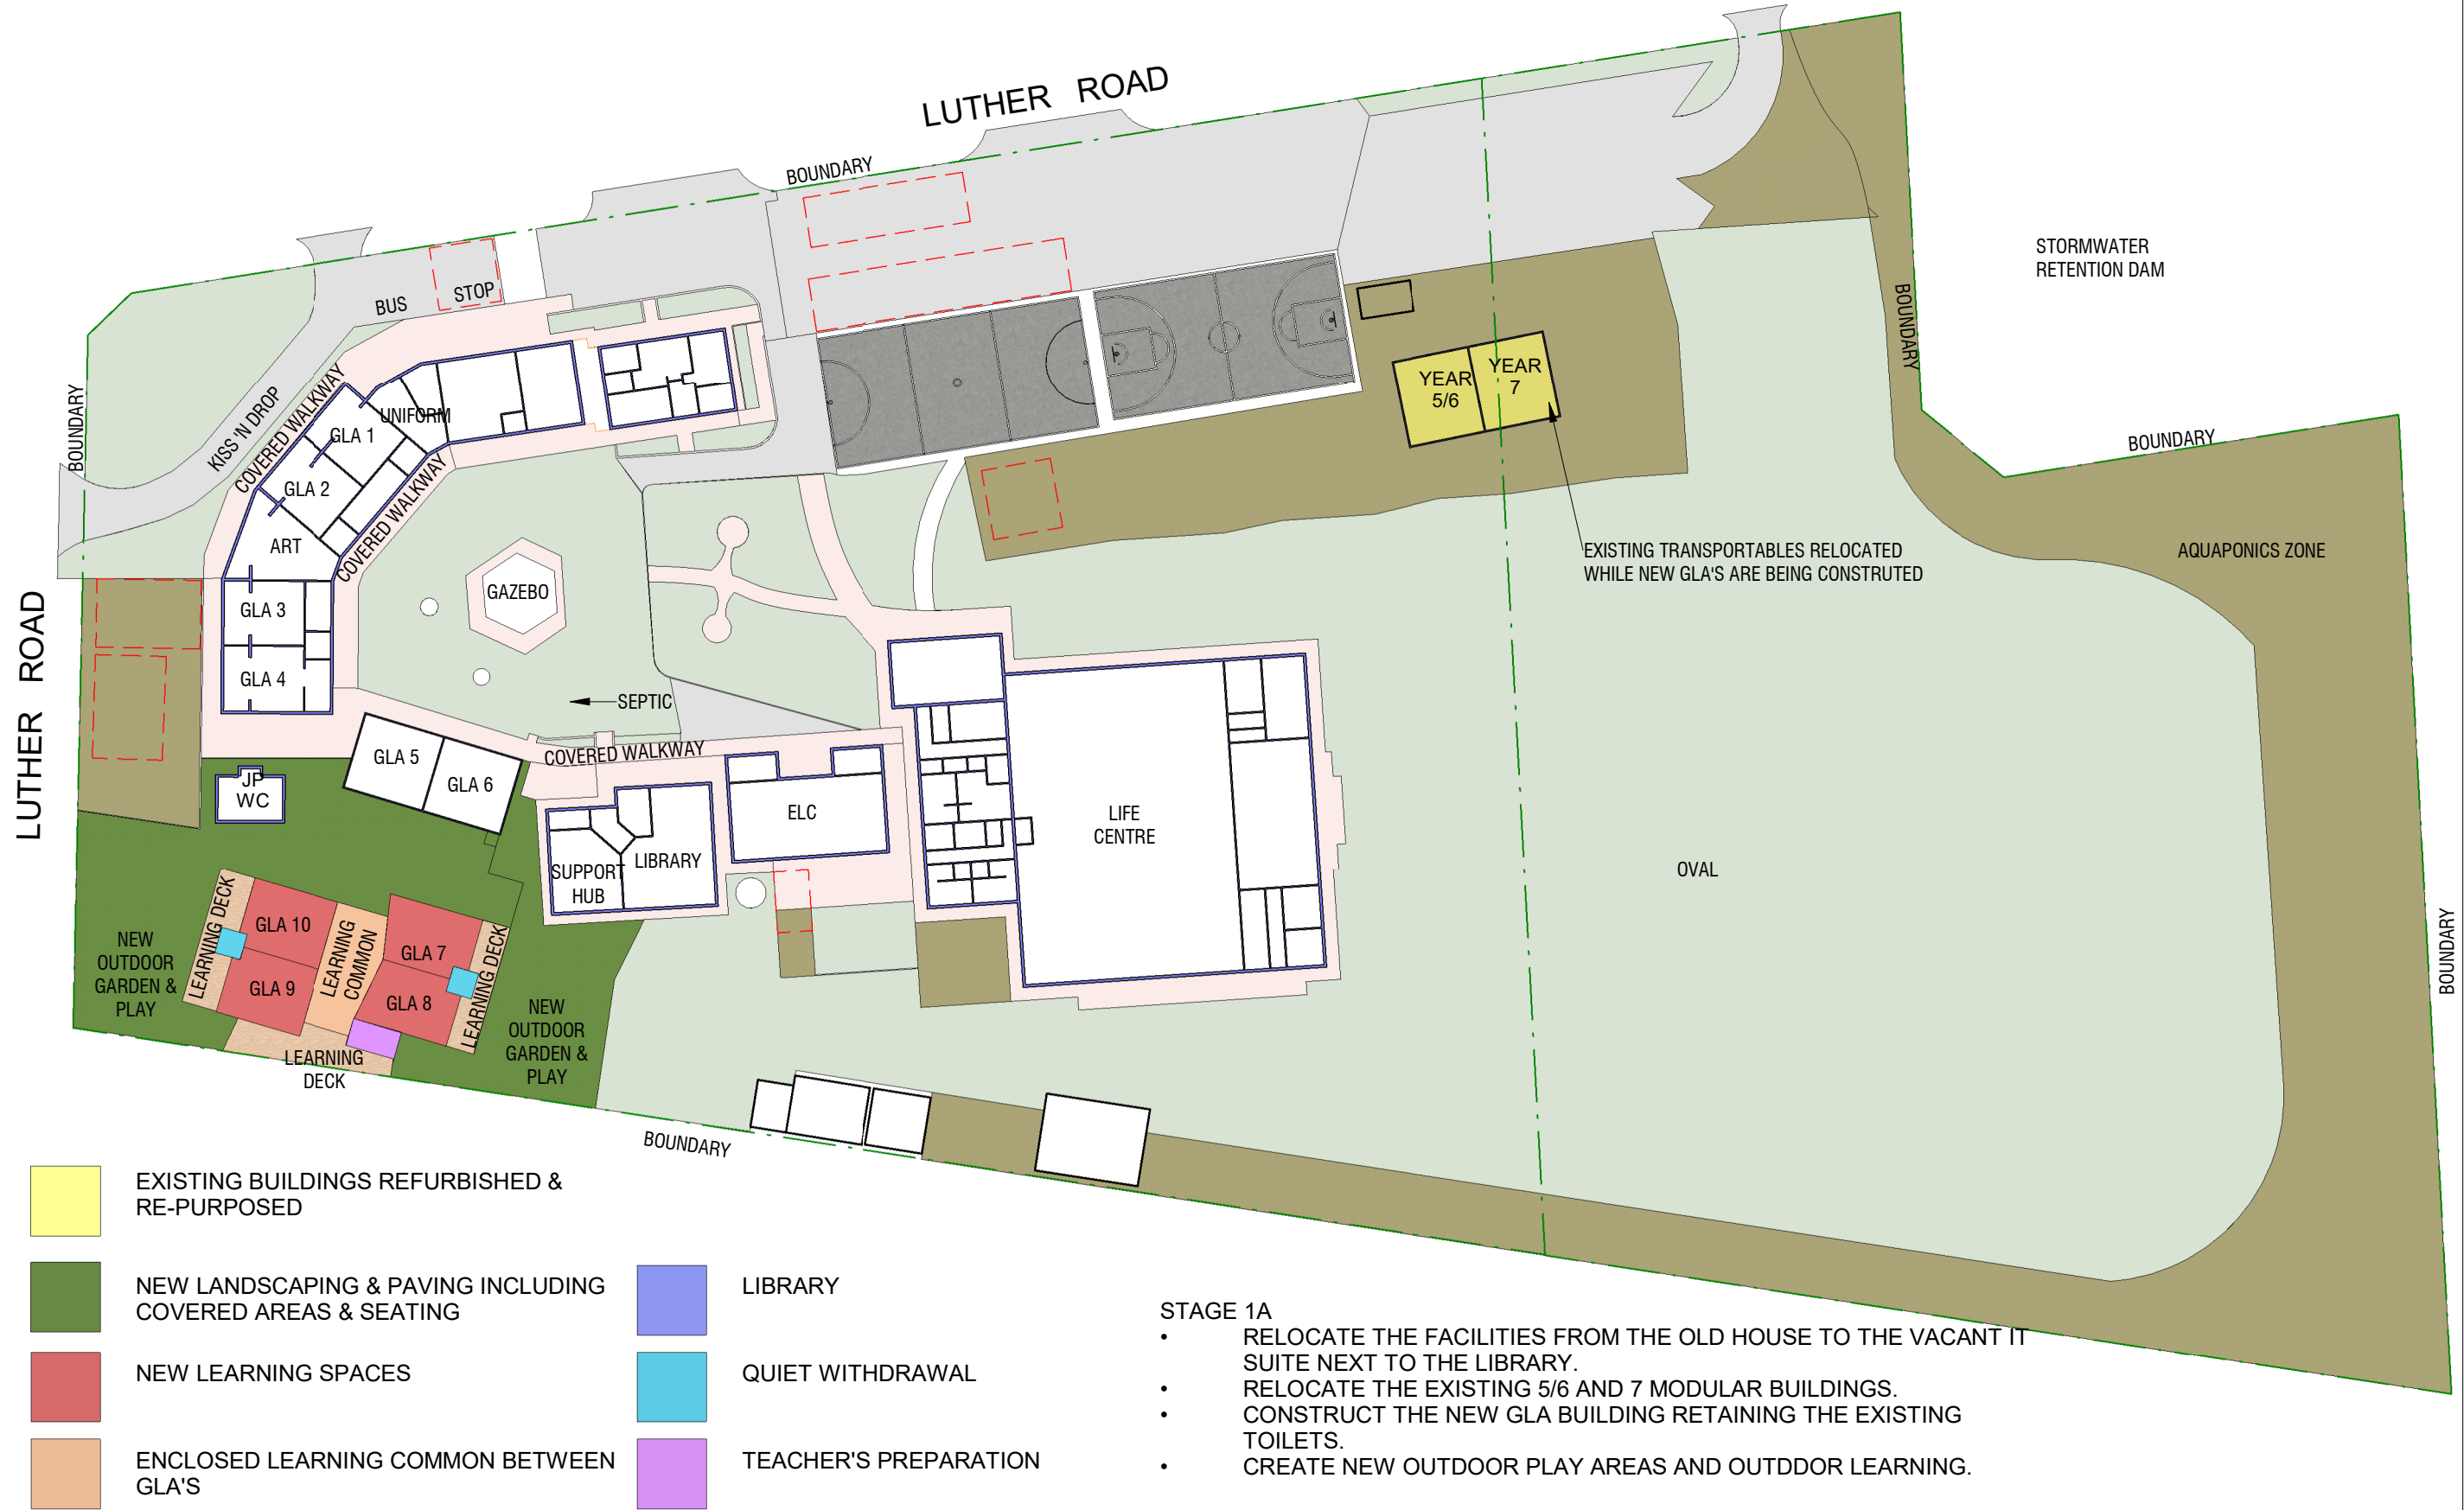 LUTHER ROAD
BOUNDARY
STORMWATER
RETENTION DAM
BUS
STOP
BOUNDARY
BOUNDARY
KISS 'N DROP
COVERED WALKWAY
UNIFORM
GLA 1
GLA 2
COVERED WALKWAY
ART
YEAR
5/6
YEAR
7
BOUNDARY
EXISTING TRANSPORTABLES RELOCATED
WHILE NEW GLA'S ARE BEING CONSTRUTED
AQUAPONICS ZONE
GAZEBO
GLA 3
GLA 4
LUTHER ROAD
SEPTIC
COVERED WALKWAY
GLA 5
GLA 6
JP
WC
ELC
LIFE
CENTRE
SUPPORT
HUB
LIBRARY
OVAL
BOUNDARY
LEARNING DECK
GLA 10
GLA 9
LEARNING
COMMON
GLA 7
GLA 8
LEARNING DECK
NEW
OUTDOOR
GARDEN &
PLAY
NEW
OUTDOOR
GARDEN &
PLAY
LEARNING
DECK
BOUNDARY
EXISTING BUILDINGS REFURBISHED &
RE-PURPOSED
NEW LANDSCAPING & PAVING INCLUDING
COVERED AREAS & SEATING
NEW LEARNING SPACES
ENCLOSED LEARNING COMMON BETWEEN
GLA'S
LIBRARY
QUIET WITHDRAWAL
TEACHER'S PREPARATION
STAGE 1A
• RELOCATE THE FACILITIES FROM THE OLD HOUSE TO THE VACANT IT
SUITE NEXT TO THE LIBRARY.
• RELOCATE THE EXISTING 5/6 AND 7 MODULAR BUILDINGS.
• CONSTRUCT THE NEW GLA BUILDING RETAINING THE EXISTING
TOILETS.
• CREATE NEW OUTDOOR PLAY AREAS AND OUTDDOR LEARNING.